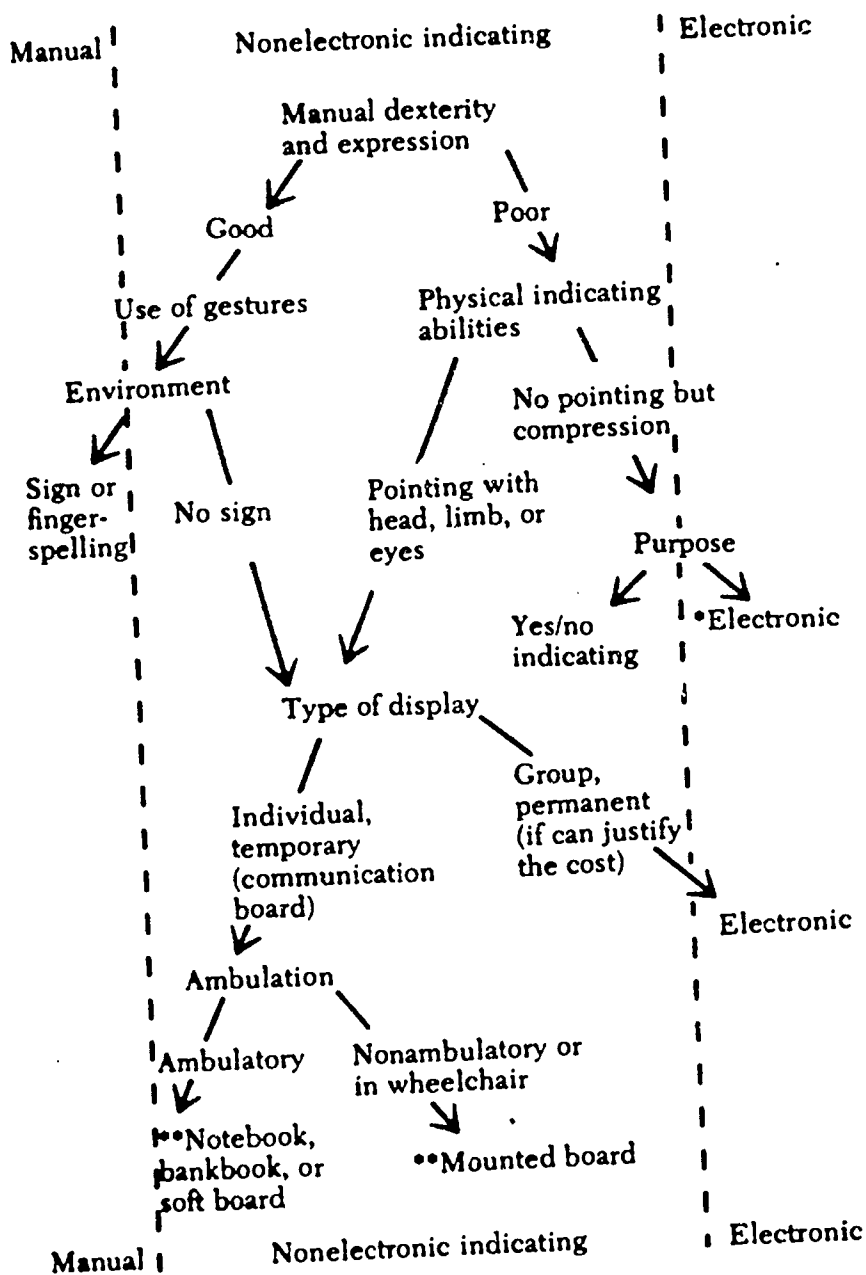 Manual
Nonelectronic indicating
Electronic
Manual dexterity
and expression
Good
Poor
Use of gestures
Physical indicating
abilities
Environment
No pointing but
compression
Sign or
finger-
spelling
No sign
Pointing with
head, limb, or
eyes
Purpose
Yes/no
indicating
*Electronic
Type of display
Individual,
temporary
(communication
board)
Group,
permanent
(if can justify
the cost)
Electronic
Ambulation
Ambulatory
Nonambulatory or
in wheelchair
**Notebook,
bankbook, or
soft board
**Mounted board
Manual
Nonelectronic indicating
Electronic